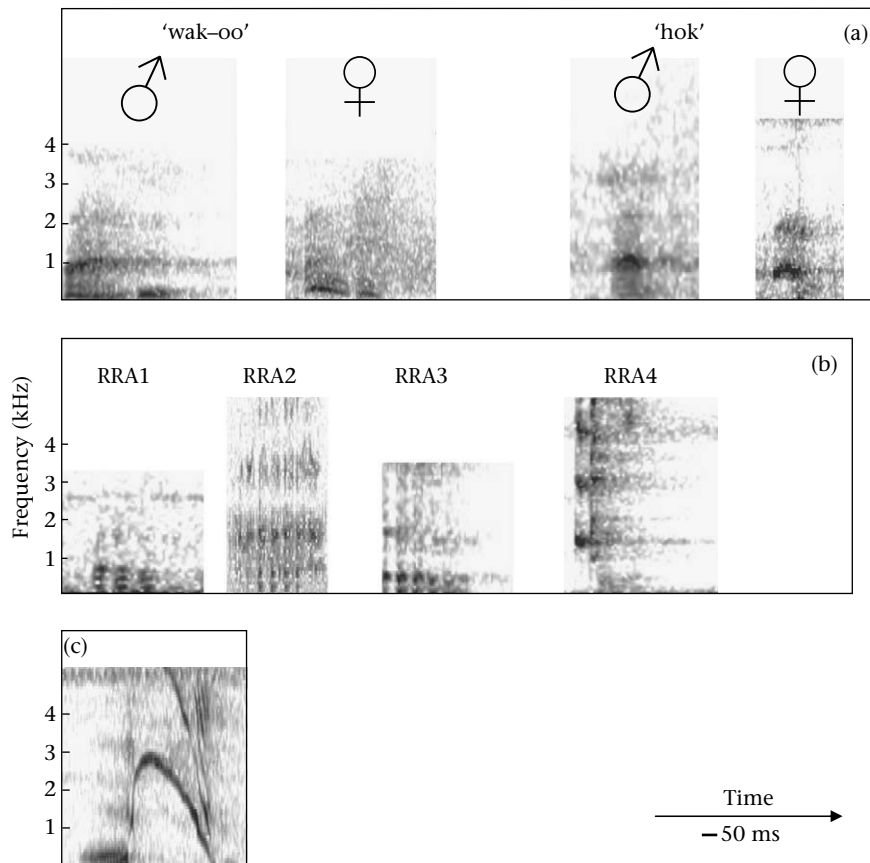 ‘wak–oo’ ‘hok’ (a)
♂ ♀ ♂ ♀
4
3
2
1
(b)
RRA1 RRA2 RRA3 RRA4
Frequency (kHz)
4
3
2
1
(c)
4
3
2
1
Time
50 ms